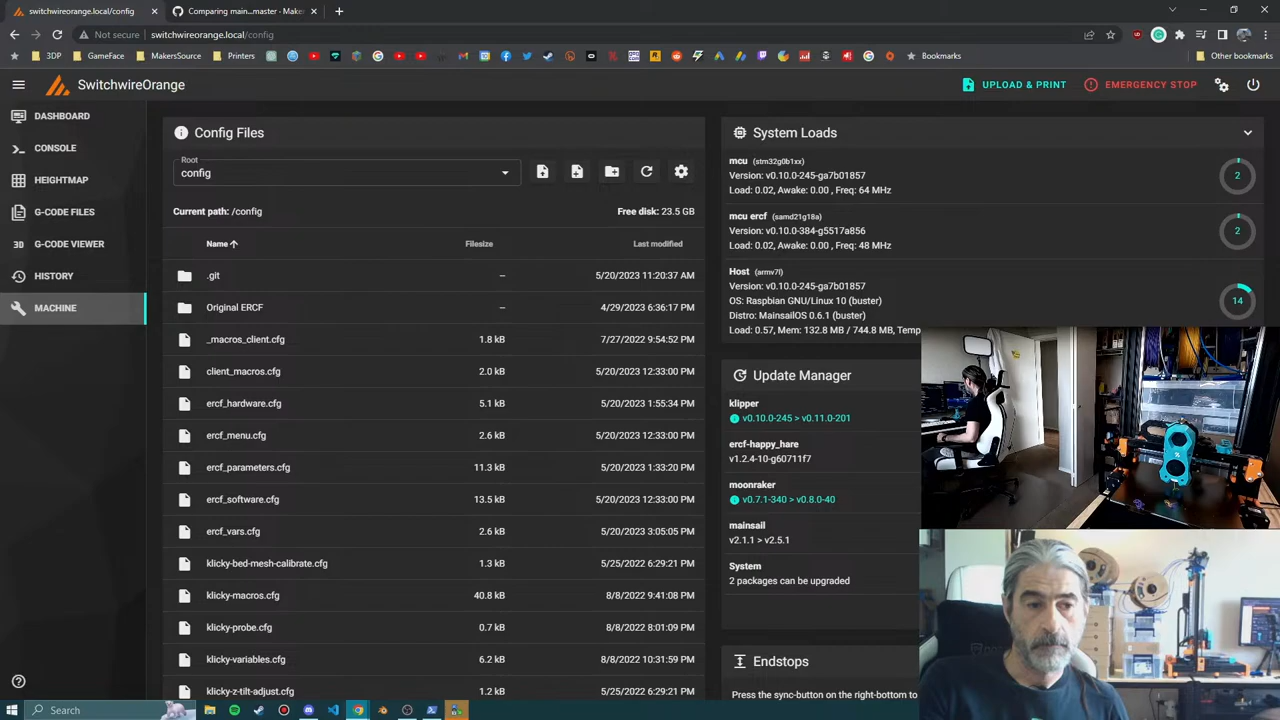 switchwireorange.local/config
Comparing main...master - Make
Not secure
switchwireorange.local/config
3DP
GameFace
MakersSource
Printers
Bookmarks
Other bookmarks
SwitchwireOrange
UPLOAD & PRINT
EMERGENCY STOP
DASHBOARD
CONSOLE
HEIGHTMAP
G-CODE FILES
3D G-CODE VIEWER
HISTORY
MACHINE
Config Files
Root
config
Current path: /config
Free disk: 23.5 GB
Name
Filesize
Last modified
.git -- 5/20/2023 11:20:37 AM
Original ERCF -- 4/29/2023 6:36:17 PM
_macros_client.cfg 1.8 kB 7/27/2022 9:54:52 PM
client_macros.cfg 2.0 kB 5/20/2023 12:33:00 PM
ercf_hardware.cfg 5.1 kB 5/20/2023 1:55:34 PM
ercf_menu.cfg 2.6 kB 5/20/2023 12:33:00 PM
ercf_parameters.cfg 11.3 kB 5/20/2023 1:33:20 PM
ercf_software.cfg 13.5 kB 5/20/2023 12:33:00 PM
ercf_vars.cfg 2.6 kB 5/20/2023 3:05:05 PM
klicky-bed-mesh-calibrate.cfg 1.3 kB 5/25/2022 6:29:21 PM
klicky-macros.cfg 40.8 kB 8/8/2022 9:41:08 PM
klicky-probe.cfg 0.7 kB 8/8/2022 8:01:09 PM
klicky-variables.cfg 6.2 kB 8/8/2022 10:31:59 PM
klicky-z-tilt-adjust.cfg 1.2 kB 5/25/2022 6:29:21 PM
System Loads
mcu (stm32g0b1xx)
Version: v0.10.0-245-ga7b01857
Load: 0.02, Awake: 0.00 , Freq: 64 MHz
2
mcu ercf (samd21g18a)
Version: v0.10.0-384-g5517a856
Load: 0.02, Awake: 0.00 , Freq: 48 MHz
2
Host (armv7l)
Version: v0.10.0-245-ga7b01857
OS: Raspbian GNU/Linux 10 (buster)
Distro: MainsailOS 0.6.1 (buster)
Load: 0.57, Mem: 132.8 MB / 744.8 MB, Temp
14
Update Manager
klipper
v0.10.0-245 > v0.11.0-201
ercf-happy_hare
v1.2.4-10-g60711f7
moonraker
v0.7.1-340 > v0.8.0-40
mainsail
v2.1.1 > v2.5.1
System
2 packages can be upgraded
Endstops
Press the sync-button on the right-bottom to
Search